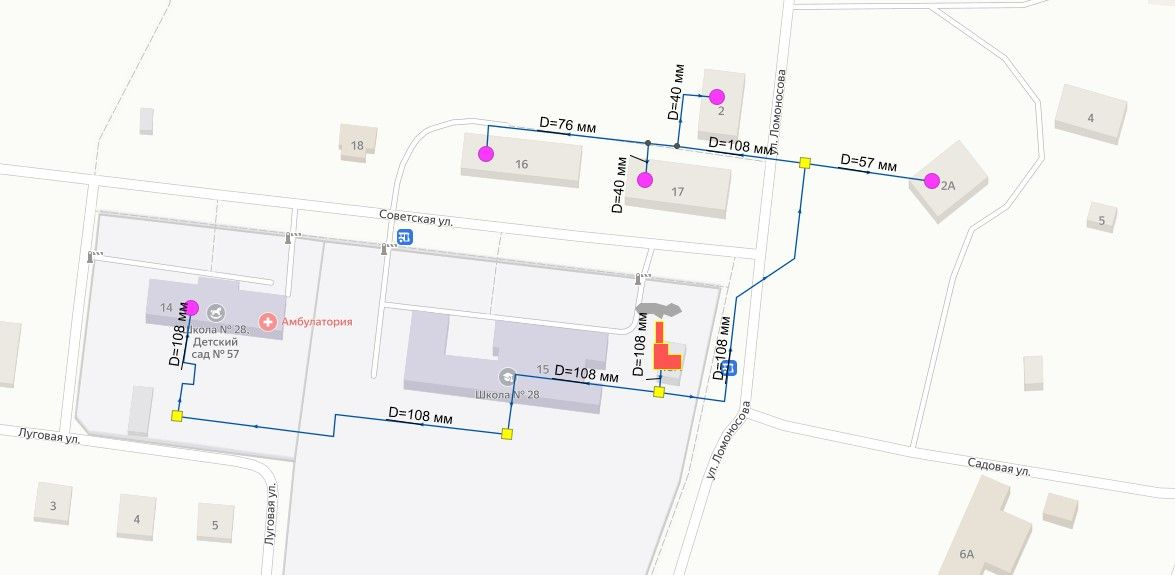 4
D=40 мм
2
D=76 мм
D=108 мм
ул. Ломоносова
18
16
D=57 мм
D=40 мм
17
2А
5
Советская ул.
14
Школа № 28.
Детский
сад № 57
Амбулатория
D=108 мм
15
Школа № 28
D=108 мм
D=108 мм
D=108 мм
D=108 мм
Луговая ул.
ул. Ломоносова
Садовая ул.
3
4
5
Луговая ул.
6А